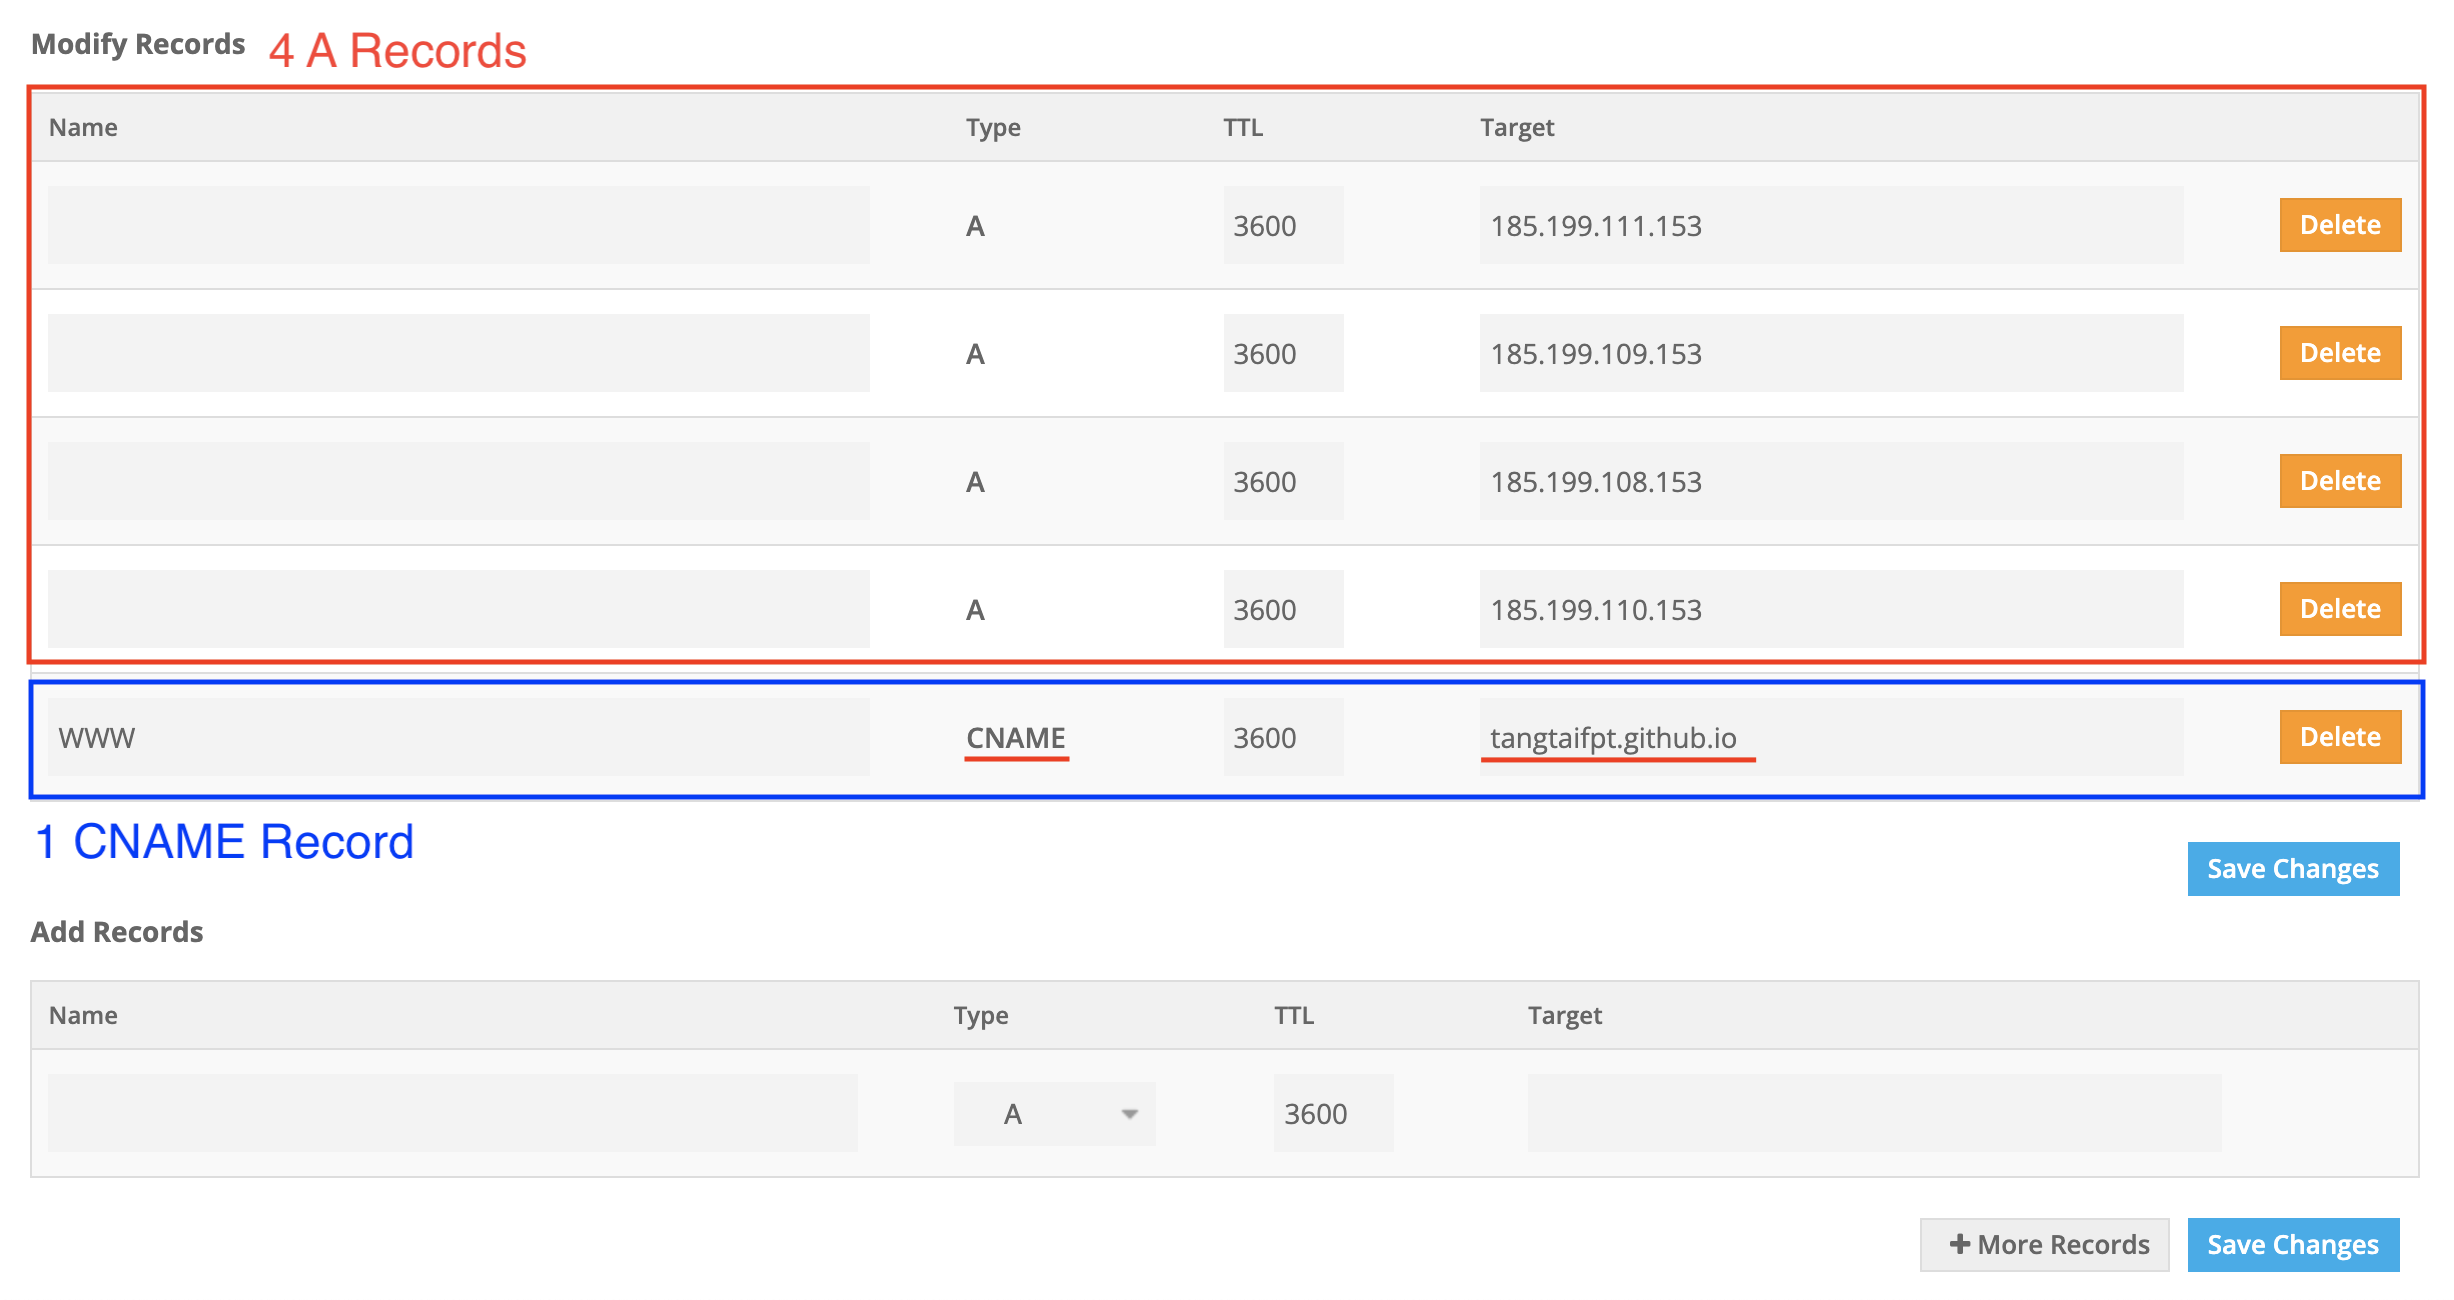 Modify Records 4 A Records
Name Type TTL Target
A 3600 185.199.111.153 Delete
A 3600 185.199.109.153 Delete
A 3600 185.199.108.153 Delete
A 3600 185.199.110.153 Delete
WWW CNAME 3600 tangtaifpt.github.io Delete
1 CNAME Record
Save Changes
Add Records
Name Type TTL Target
A 3600
+ More Records Save Changes